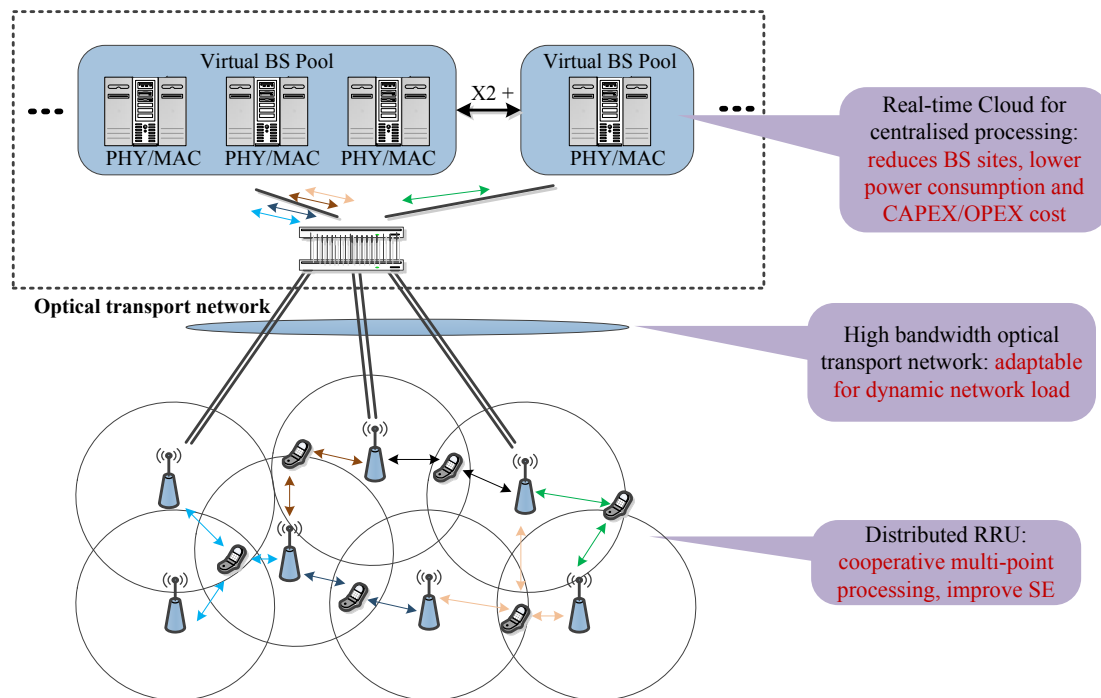 Virtual BS Pool
PHY/MAC
PHY/MAC
PHY/MAC
X2 +
Virtual BS Pool
PHY/MAC
Real-time Cloud for
centralised processing:
reduces BS sites, lower
power consumption and
CAPEX/OPEX cost
Optical transport network
High bandwidth optical
transport network: adaptable
for dynamic network load
Distributed RRU:
cooperative multi-point
processing, improve SE